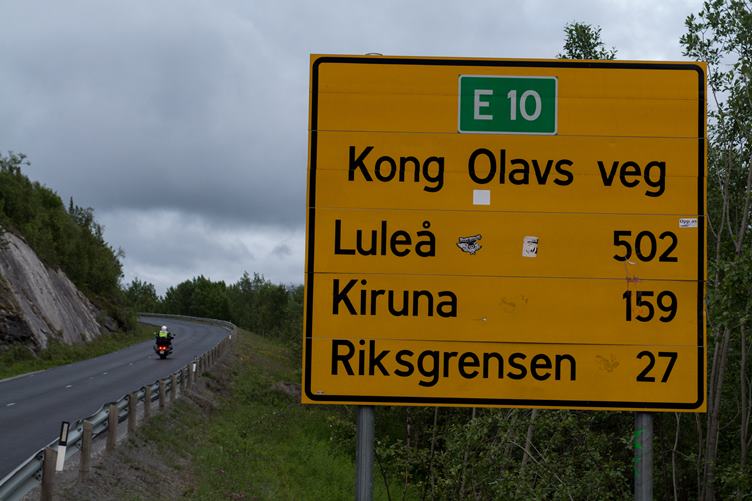 E 10
Kong Olavs veg
Luleå 502
Kiruna 159
Riksgrensen 27